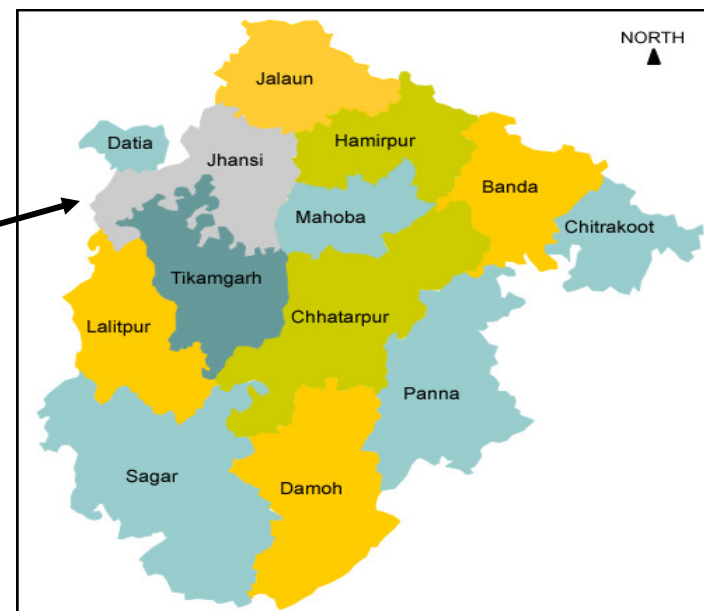 NORTH
Jalaun
Datia
Hamirpur
Jhansi
Banda
Mahoba
Chitrakoot
Tikamgarh
Lalitpur
Chhatarpur
Panna
Sagar
Damoh